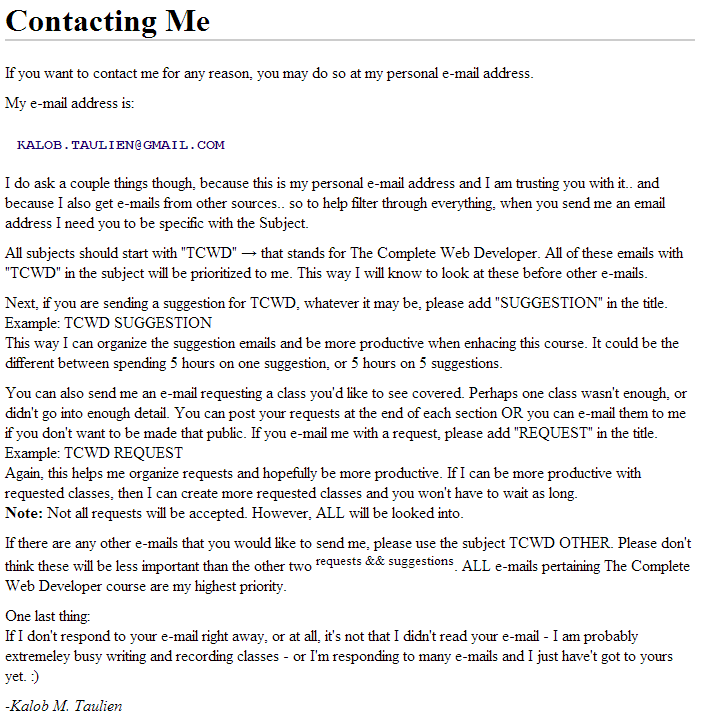 Contacting Me
If you want to contact me for any reason, you may do so at my personal e-mail address.
My e-mail address is:
KALOB.TAULIEN@GMAIL.COM
I do ask a couple things though, because this is my personal e-mail address and I am trusting you with it.. and
because I also get e-mails from other sources.. so to help filter through everything, when you send me an email
address I need you to be specific with the Subject.
All subjects should start with "TCWD" → that stands for The Complete Web Developer. All of these emails with
"TCWD" in the subject will be prioritized to me. This way I will know to look at these before other e-mails.
Next, if you are sending a suggestion for TCWD, whatever it may be, please add "SUGGESTION" in the title.
Example: TCWD SUGGESTION
This way I can organize the suggestion emails and be more productive when enhacing this course. It could be the
different between spending 5 hours on one suggestion, or 5 hours on 5 suggestions.
You can also send me an e-mail requesting a class you'd like to see covered. Perhaps one class wasn't enough, or
didn't go into enough detail. You can post your requests at the end of each section OR you can e-mail them to me
if you don't want to be made that public. If you e-mail me with a request, please add "REQUEST" in the title.
Example: TCWD REQUEST
Again, this helps me organize requests and hopefully be more productive. If I can be more productive with
requested classes, then I can create more requested classes and you won't have to wait as long.
Note: Not all requests will be accepted. However, ALL will be looked into.
If there are any other e-mails that you would like to send me, please use the subject TCWD OTHER. Please don't
think these will be less important than the other two requests && suggestions. ALL e-mails pertaining The Complete
Web Developer course are my highest priority.
One last thing:
If I don't respond to your e-mail right away, or at all, it's not that I didn't read your e-mail - I am probably
extremeley busy writing and recording classes - or I'm responding to many e-mails and I just have't got to yours
yet. :)
-Kalob M. Taulien